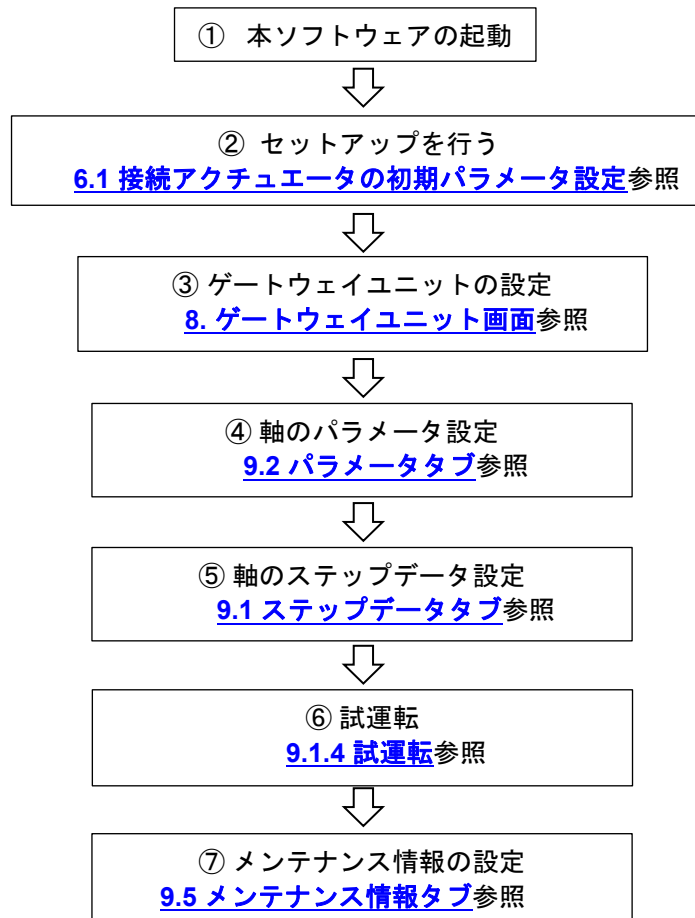 ① 本ソフトウェアの起動
② セットアップを行う
6.1 接続アクチュエータの初期パラメータ設定参照
③ ゲートウェイユニットの設定
8. ゲートウェイユニット画面参照
④ 軸のパラメータ設定
9.2 パラメータタブ参照
⑤ 軸のステップデータ設定
9.1 ステップデータタブ参照
⑥ 試運転
9.1.4 試運転参照
⑦ メンテナンス情報の設定
9.5 メンテナンス情報タブ参照